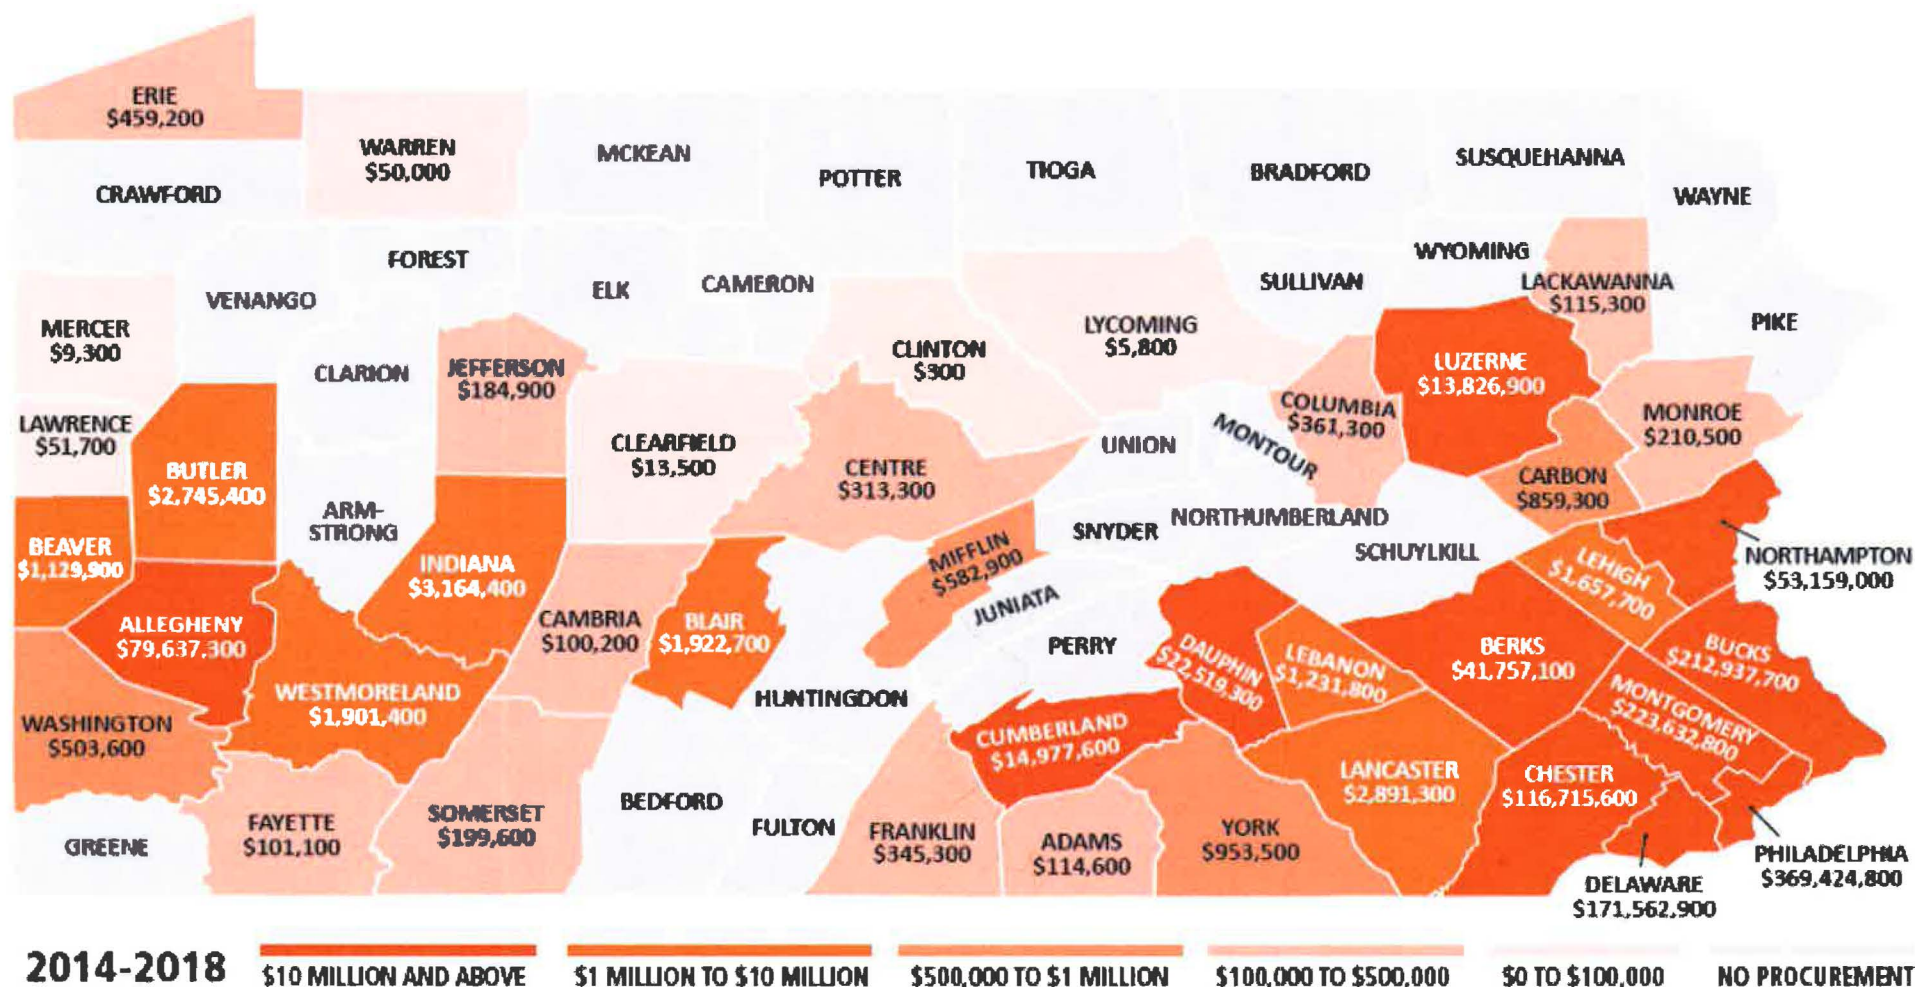 ERIE
$459,200
WARREN
$50,000
MCKEAN
POTTER
TIOGA
BRADFORD
SUSQUEHANNA
WAYNE
CRAWFORD
FOREST
VENANGO
ELK
CAMERON
SULLIVAN
WYOMING
LACKAWANNA
$115,300
PIKE
MERCER
$9,300
CLARION
JEFFERSON
$184,900
CLINTON
$300
LYCOMING
$5,800
LUZERNE
$13,826,900
COLUMBIA
$361,300
MONROE
$210,500
LAWRENCE
$51,700
BUTLER
$2,745,400
CLEARFIELD
$13,500
CENTRE
$313,300
UNION
MONTOUR
CARBON
$859,300
ARM-
STRONG
SNYDER
NORTHUMBERLAND
SCHUYLKILL
NORTHAMPTON
$53,159,000
BEAVER
$1,129,900
INDIANA
$3,164,400
MIFFLIN
$582,900
LEHIGH
$1,657,700
ALLEGHENY
$79,637,300
CAMBRIA
$100,200
BLAIR
$1,922,700
JUNIATA
PERRY
DAUPHIN
$22,519,300
LEBANON
$1,231,800
BERKS
$41,757,100
BUCKS
$212,937,700
WASHINGTON
$503,600
WESTMORELAND
$1,901,400
HUNTINGDON
CUMBERLAND
$14,977,600
MONTGOMERY
$223,632,800
LANCASTER
$2,891,300
CHESTER
$116,715,600
GREENE
FAYETTE
$101,100
SOMERSET
$199,600
BEDFORD
FULTON
FRANKLIN
$345,300
ADAMS
$114,600
YORK
$953,500
PHILADELPHIA
$369,424,800
DELAWARE
$171,562,900
2014-2018
$10 MILLION AND ABOVE
$1 MILLION TO $10 MILLION
$500,000 TO $1 MILLION
$100,000 TO $500,000
$0 TO $100,000
NO PROCUREMENT